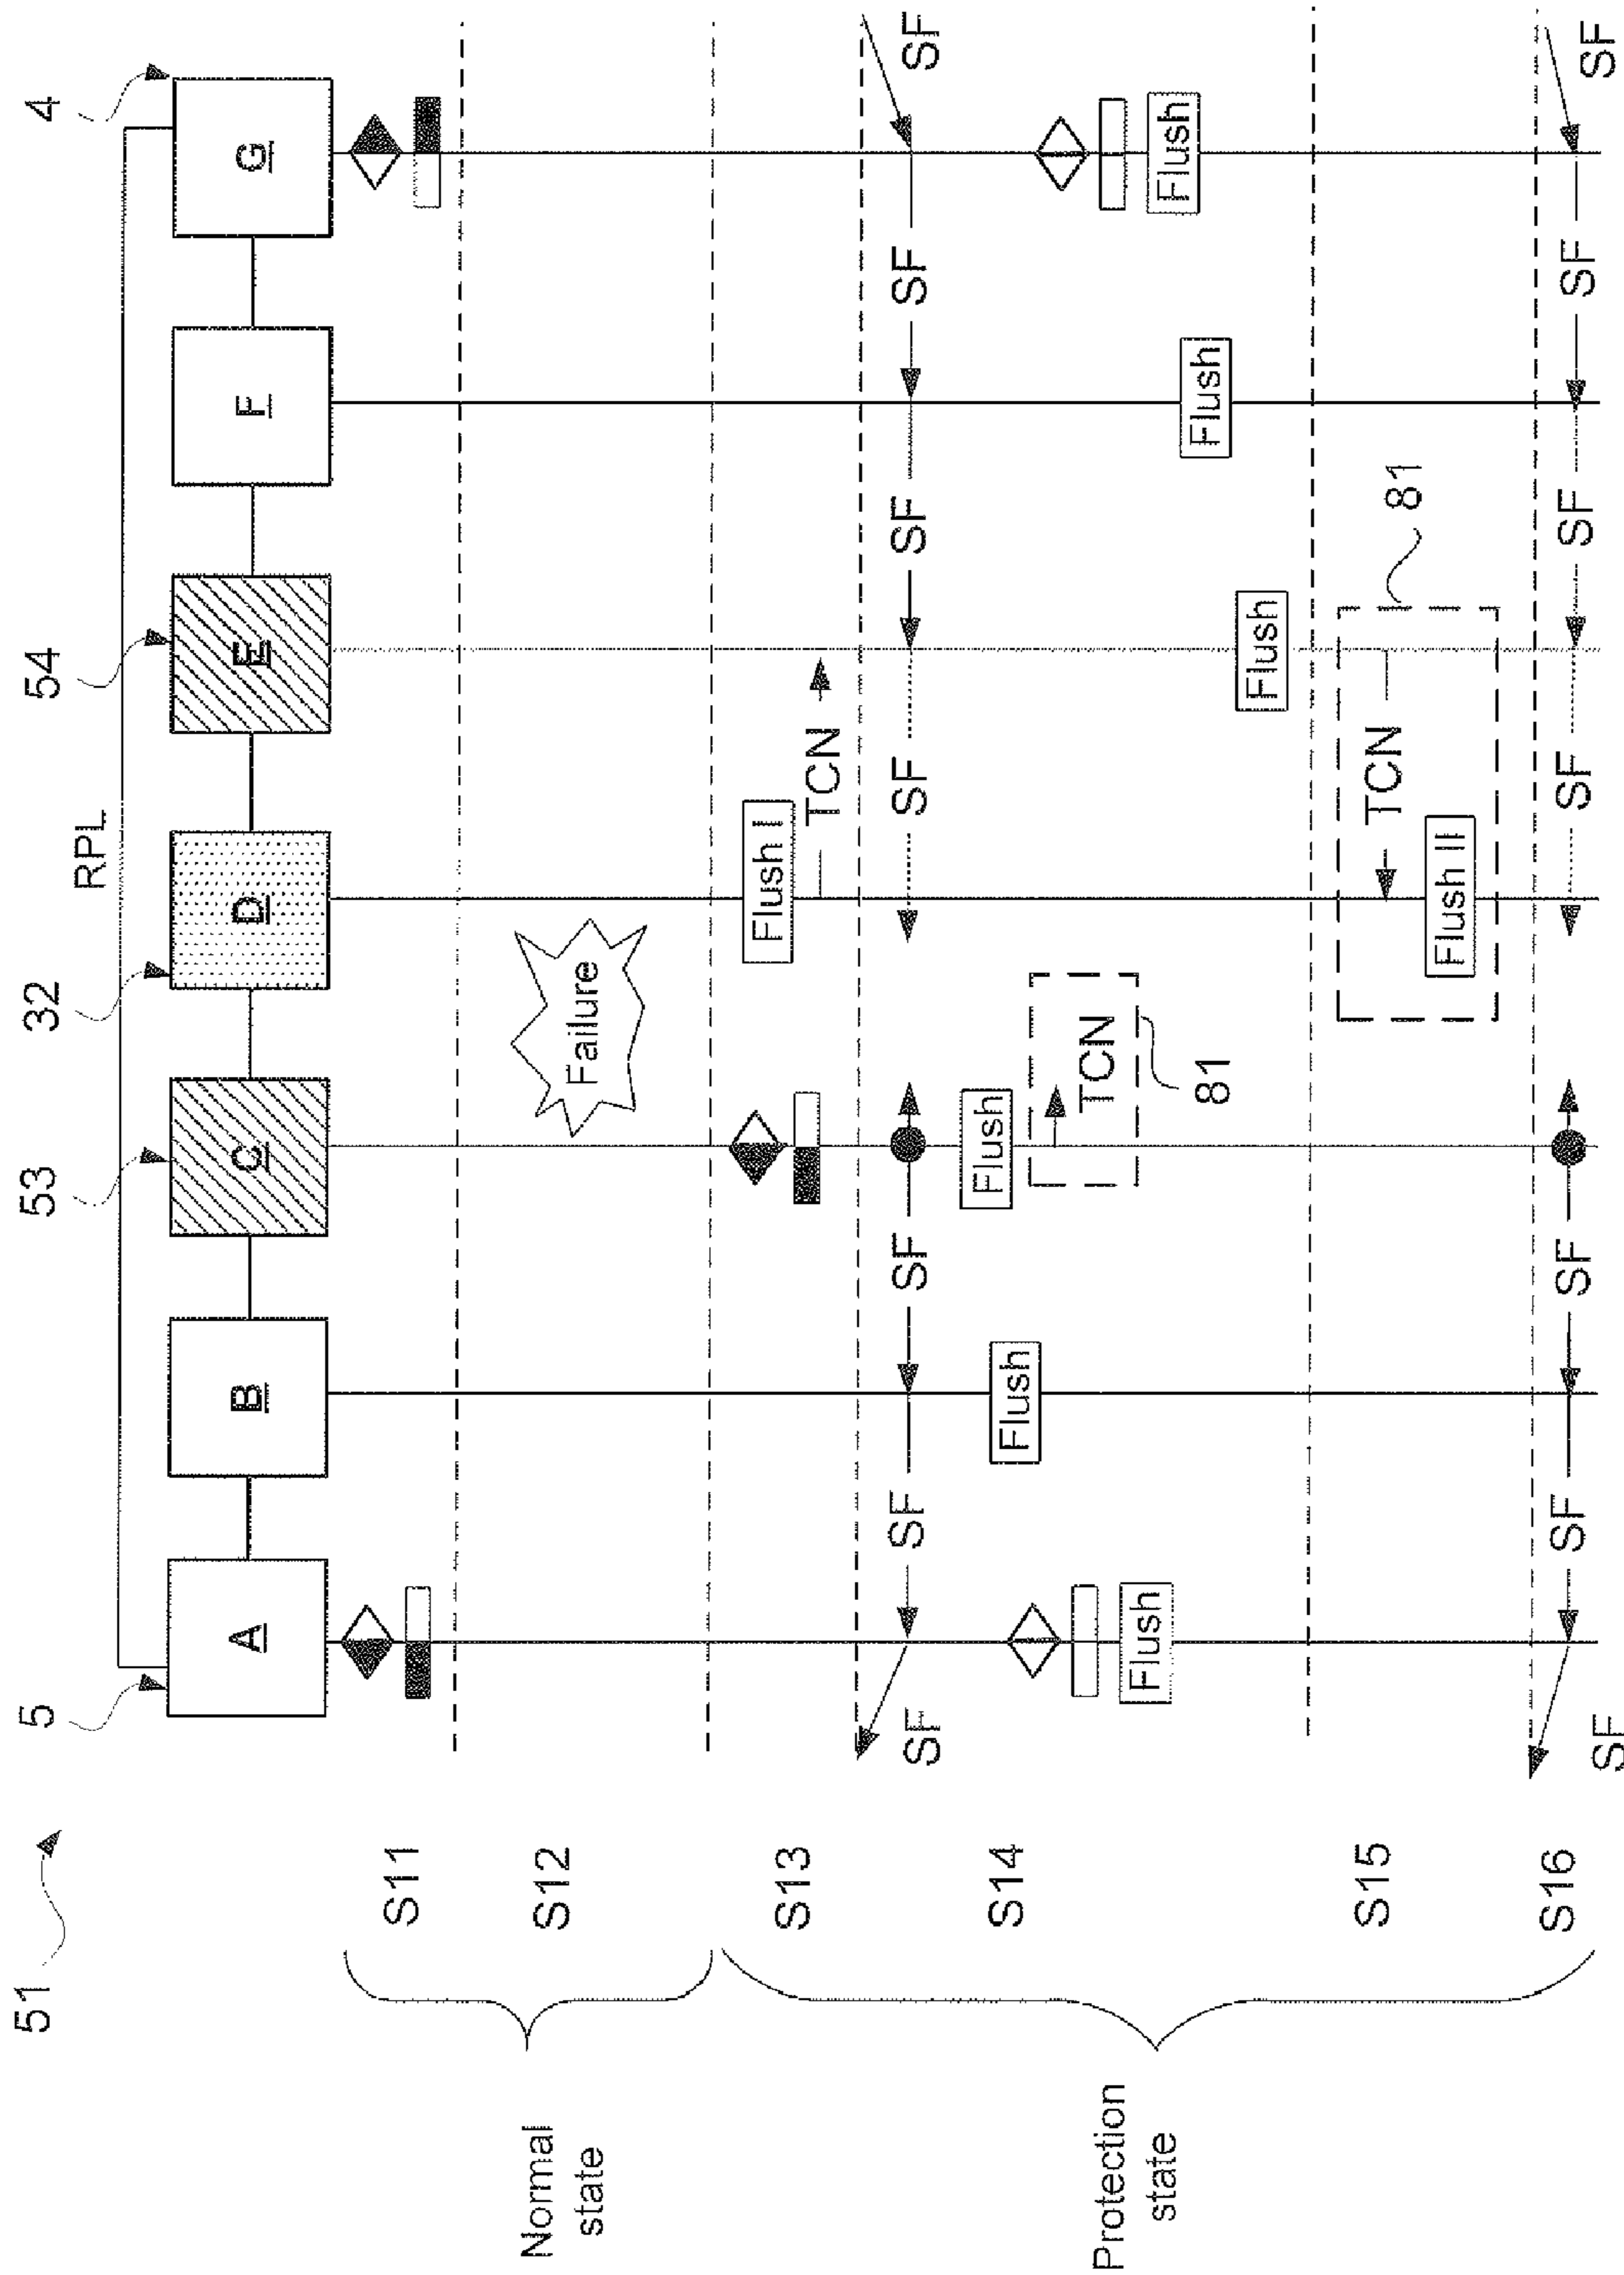 51
5
53
32
54
4
RPL
A
B
C
D
E
F
G
Normal
state
S11
S12
Failure
Protection
state
S13
Flush I
TCN
S14
SF
SF
SF
SF
SF
SF
SF
Flush
Flush
TCN
81
Flush
Flush
Flush
Flush
S15
TCN
81
Flush II
S16
SF
SF
SF
SF
SF
SF
SF